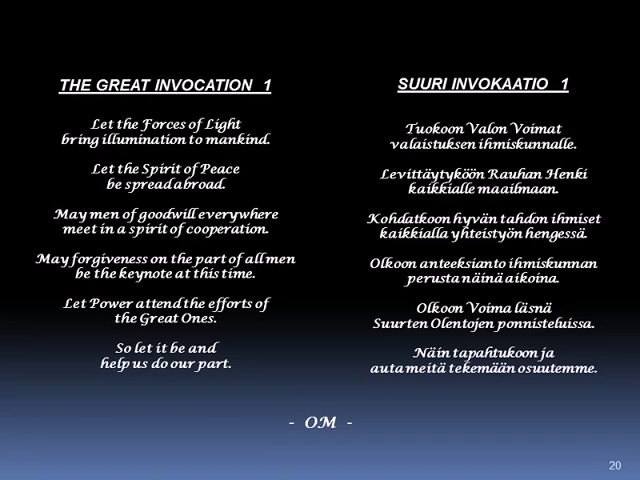 THE GREAT INVOCATION 1
Let the Forces of Light
bring illumination to mankind.
Let the Spirit of Peace
be spread abroad.
May men of goodwill everywhere
meet in a spirit of cooperation.
May forgiveness on the part of all men
be the keynote at this time.
Let Power attend the efforts of
the Great Ones.
So let it be and
help us do our part.
SUURI INVOKAATIO 1
Tuokoon Valon Voimat
valaistuksen ihmiskunnalle.
Levittäytyköön Rauhan Henki
kaikkialle maailmaan.
Kohdatkoon hyvän tahdon ihmiset
kaikkialla yhteistyön hengessä.
Olkoon anteeksianto ihmiskunnan
perusta näinä aikoina.
Olkoon Voima läsnä
Suurten Olentojen ponnisteluissa.
Näin tapahtukoon ja
auta meitä tekemään osuutemme.
- OM -
20